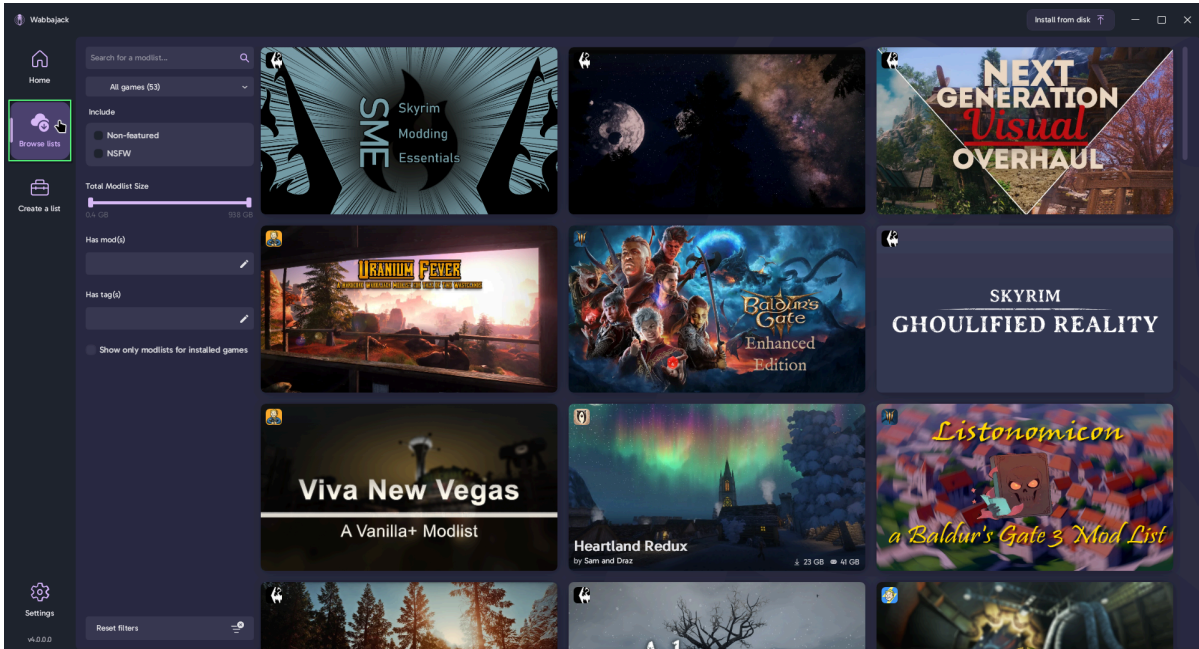 Wabbajack
Install from disk
Home
Browse lists
Create a list
Settings
v4.0.0.0
Search for a modlist...
All games (53)
Include
Non-featured
NSFW
Total Modlist Size
0.4 GB
938 GB
Has mod(s)
Has tag(s)
Show only modlists for installed games
Reset filters
SME
Skyrim
Modding
Essentials
NEXT
GENERATION
Visual
OVERHAUL
URANIUM FEVER
Baldur's
Gate
Enhanced
Edition
SKYRIM
GHOULIFIED REALITY
Viva New Vegas
A Vanilla+ Modlist
Heartland Redux
by Sam and Draz
23 GB
41 GB
Listonomicon
a Baldur's Gate 3 Mod List